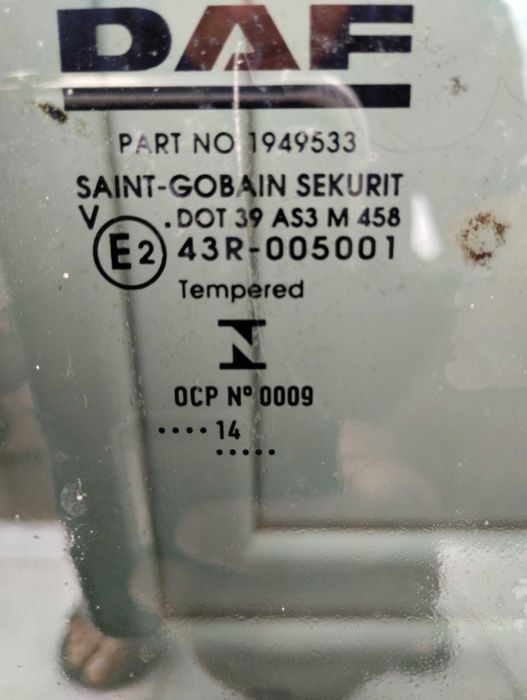 DAF
PART NO 1949533
SAINT-GOBAIN SEKURIT
V .DOT 39 AS3 M 458
E2 43R-005001
Tempered
N
OCP Nº 0009
....14
.....